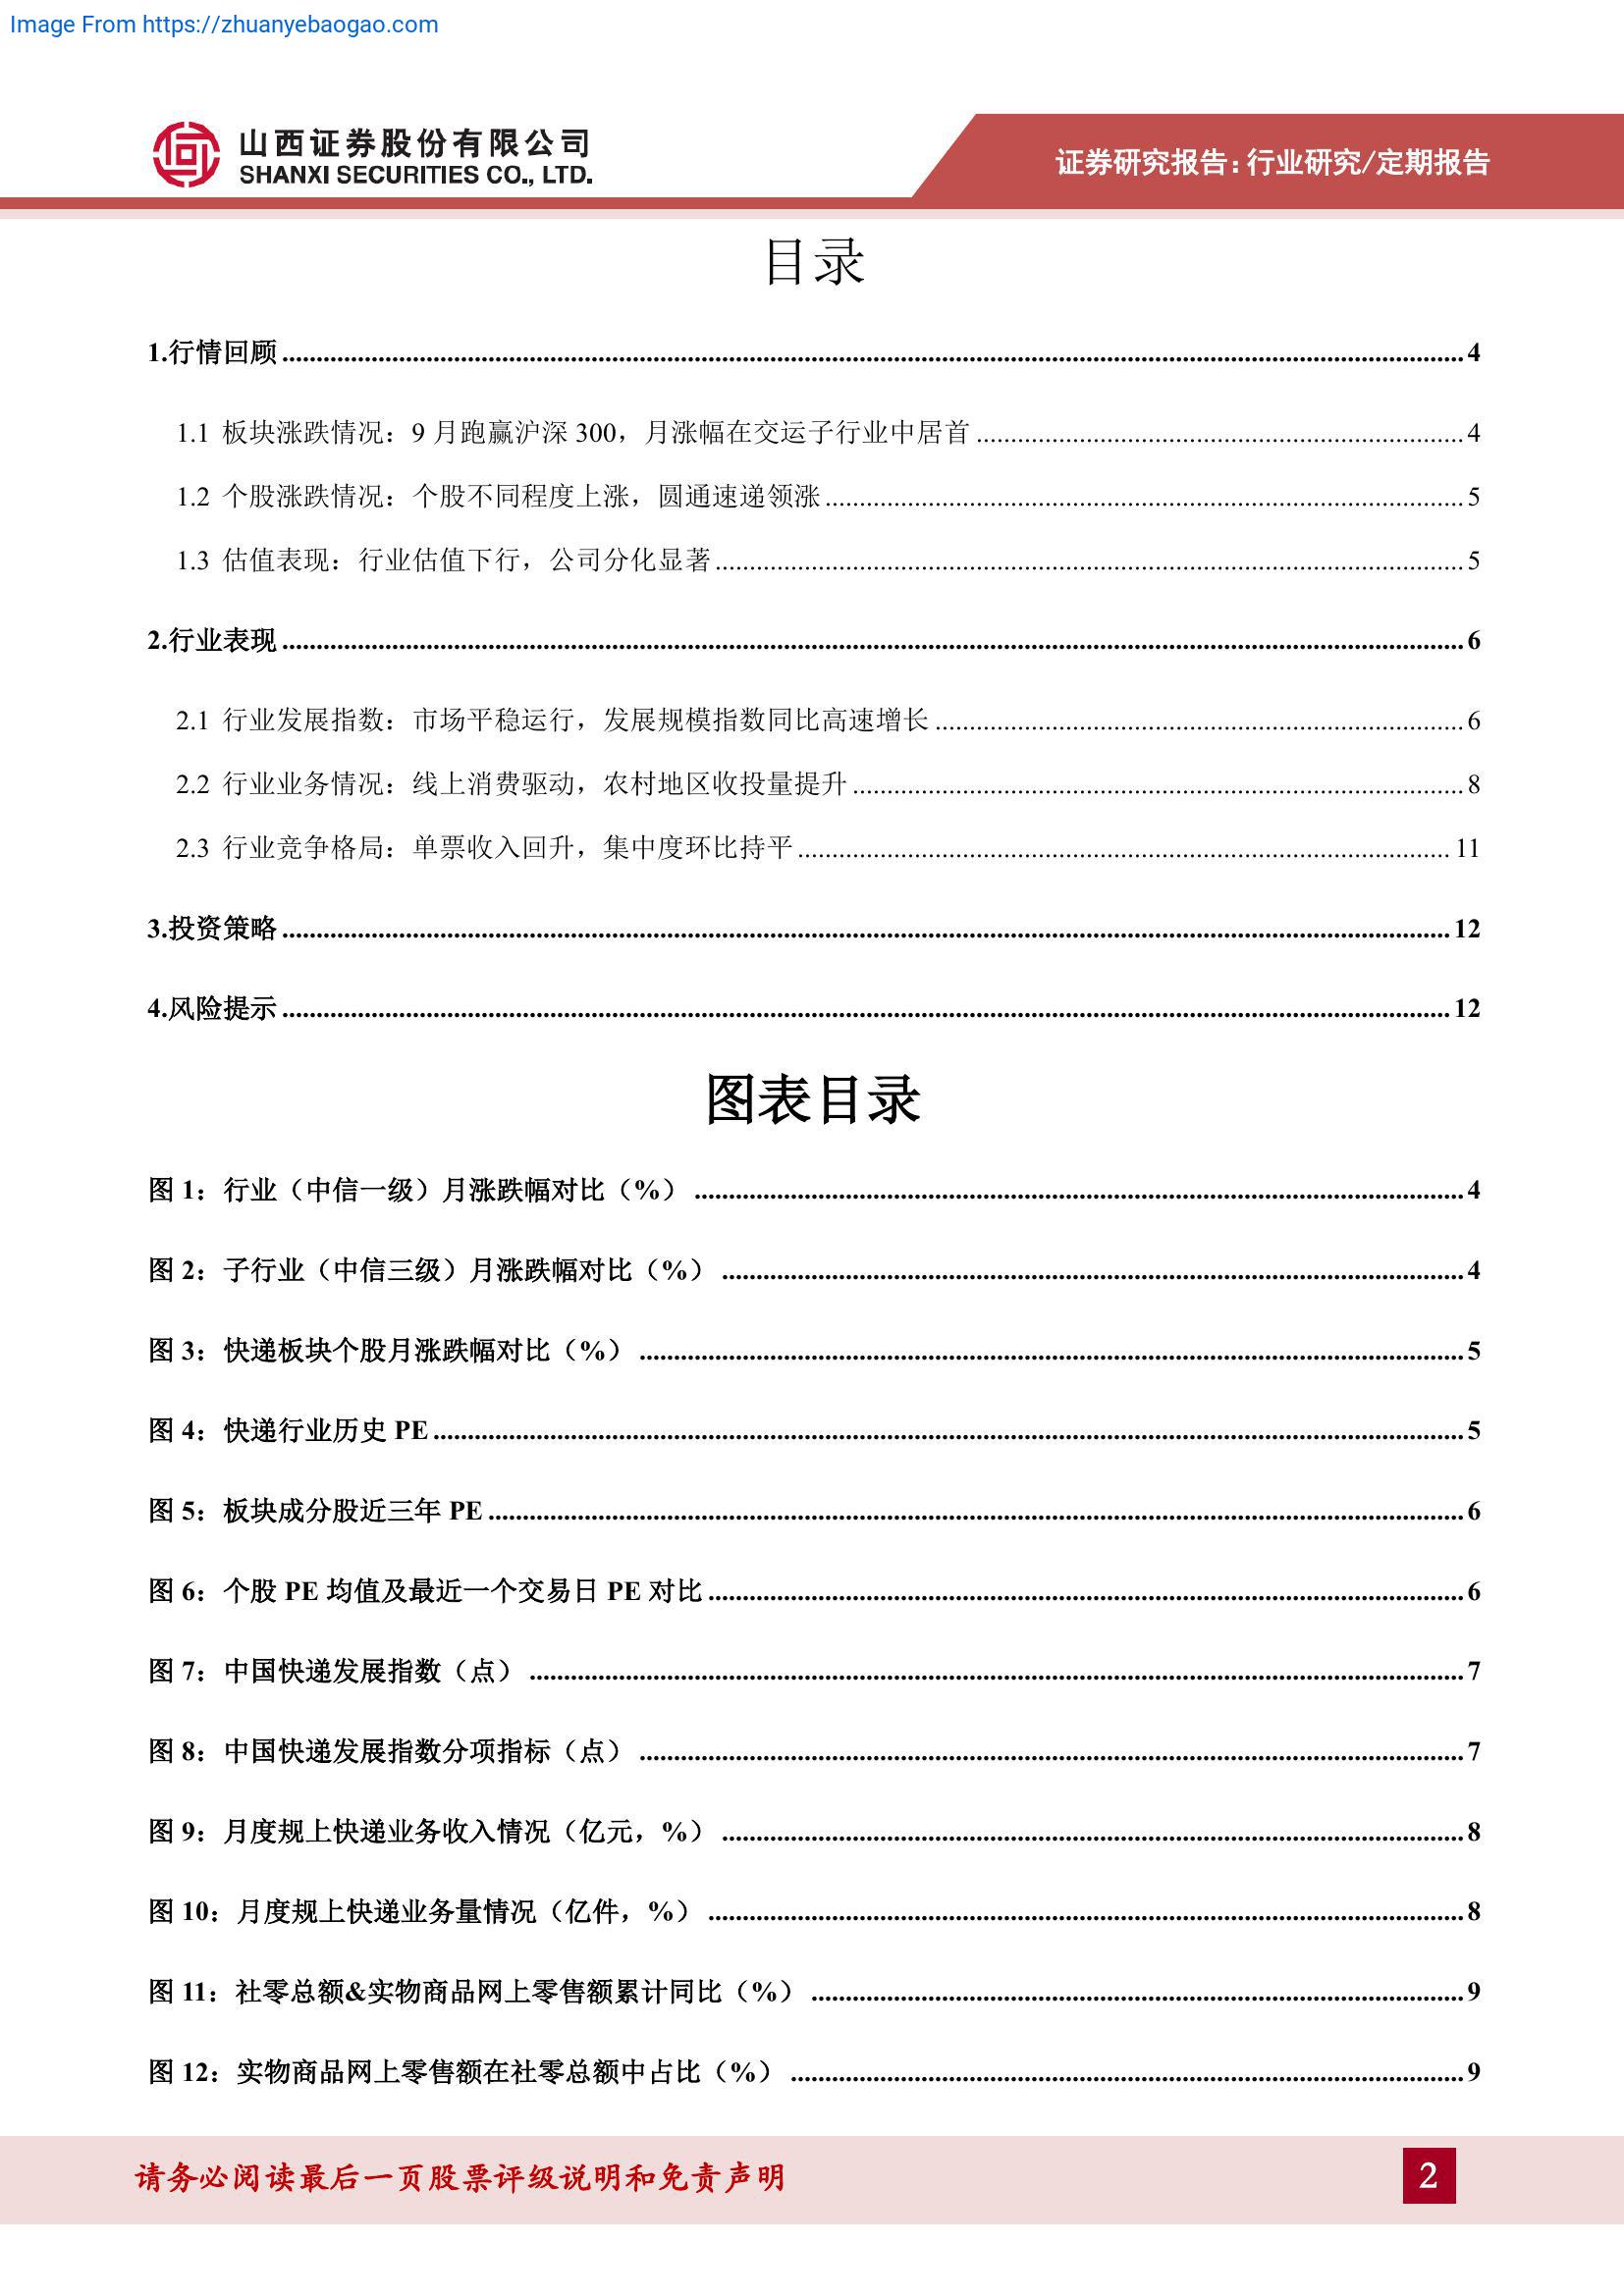 Image From https://zhuanyebaogao.com
山西证券股份有限公司
SHANXI SECURITIES CO., LTD.
证券研究报告：行业研究/定期报告
目录
1.行情回顾 4
1.1 板块涨跌情况：9 月跑赢沪深 300，月涨幅在交运子行业中居首 4
1.2 个股涨跌情况：个股不同程度上涨，圆通速递领涨 5
1.3 估值表现：行业估值下行，公司分化显著 5
2.行业表现 6
2.1 行业发展指数：市场平稳运行，发展规模指数同比高速增长 6
2.2 行业业务情况：线上消费驱动，农村地区收投量提升 8
2.3 行业竞争格局：单票收入回升，集中度环比持平 11
3.投资策略 12
4.风险提示 12
图表目录
图 1：行业（中信一级）月涨跌幅对比（%） 4
图 2：子行业（中信三级）月涨跌幅对比（%） 4
图 3：快递板块个股月涨跌幅对比（%） 5
图 4：快递行业历史 PE 5
图 5：板块成分股近三年 PE 6
图 6：个股 PE 均值及最近一个交易日 PE 对比 6
图 7：中国快递发展指数（点） 7
图 8：中国快递发展指数分项指标（点） 7
图 9：月度规上快递业务收入情况（亿元，%） 8
图 10：月度规上快递业务量情况（亿件，%） 8
图 11：社零总额&实物商品网上零售额累计同比（%） 9
图 12：实物商品网上零售额在社零总额中占比（%） 9
请务必阅读最后一页股票评级说明和免责声明
2